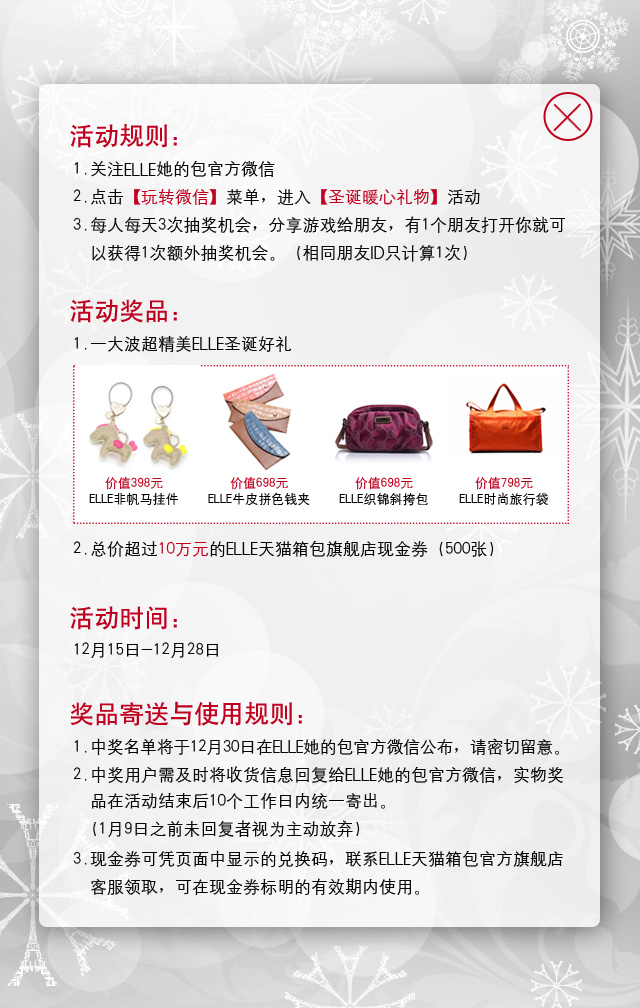 活动规则：
1.关注ELLE她的包官方微信
2.点击【玩转微信】菜单，进入【圣诞暖心礼物】活动
3.每人每天3次抽奖机会，分享游戏给朋友，有1个朋友打开你就可
以获得1次额外抽奖机会。（相同朋友ID只计算1次）
活动奖品：
1.一大波超精美ELLE圣诞好礼
价值398元 价值698元 价值698元 价值798元
ELLE非帆马挂件 ELLE牛皮拼色钱夹 ELLE织锦斜挎包 ELLE时尚旅行袋
2.总价超过10万元的ELLE天猫箱包旗舰店现金券（500张）
活动时间：
12月15日—12月28日
奖品寄送与使用规则：
1.中奖名单将于12月30日在ELLE她的包官方微信公布，请密切留意。
2.中奖用户需及时将收货信息回复给ELLE她的包官方微信，实物奖
品在活动结束后10个工作日内统一寄出。
（1月9日之前未回复者视为主动放弃）
3.现金券可凭页面中显示的兑换码，联系ELLE天猫箱包官方旗舰店
客服领取，可在现金券标明的有效期内使用。